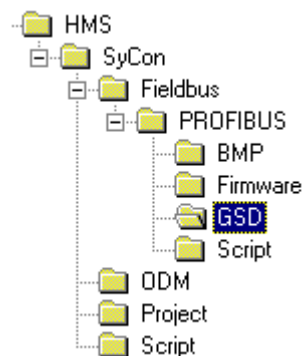 HMS
SyCon
Fieldbus
PROFIBUS
BMP
Firmware
GSD
Script
ODM
Project
Script